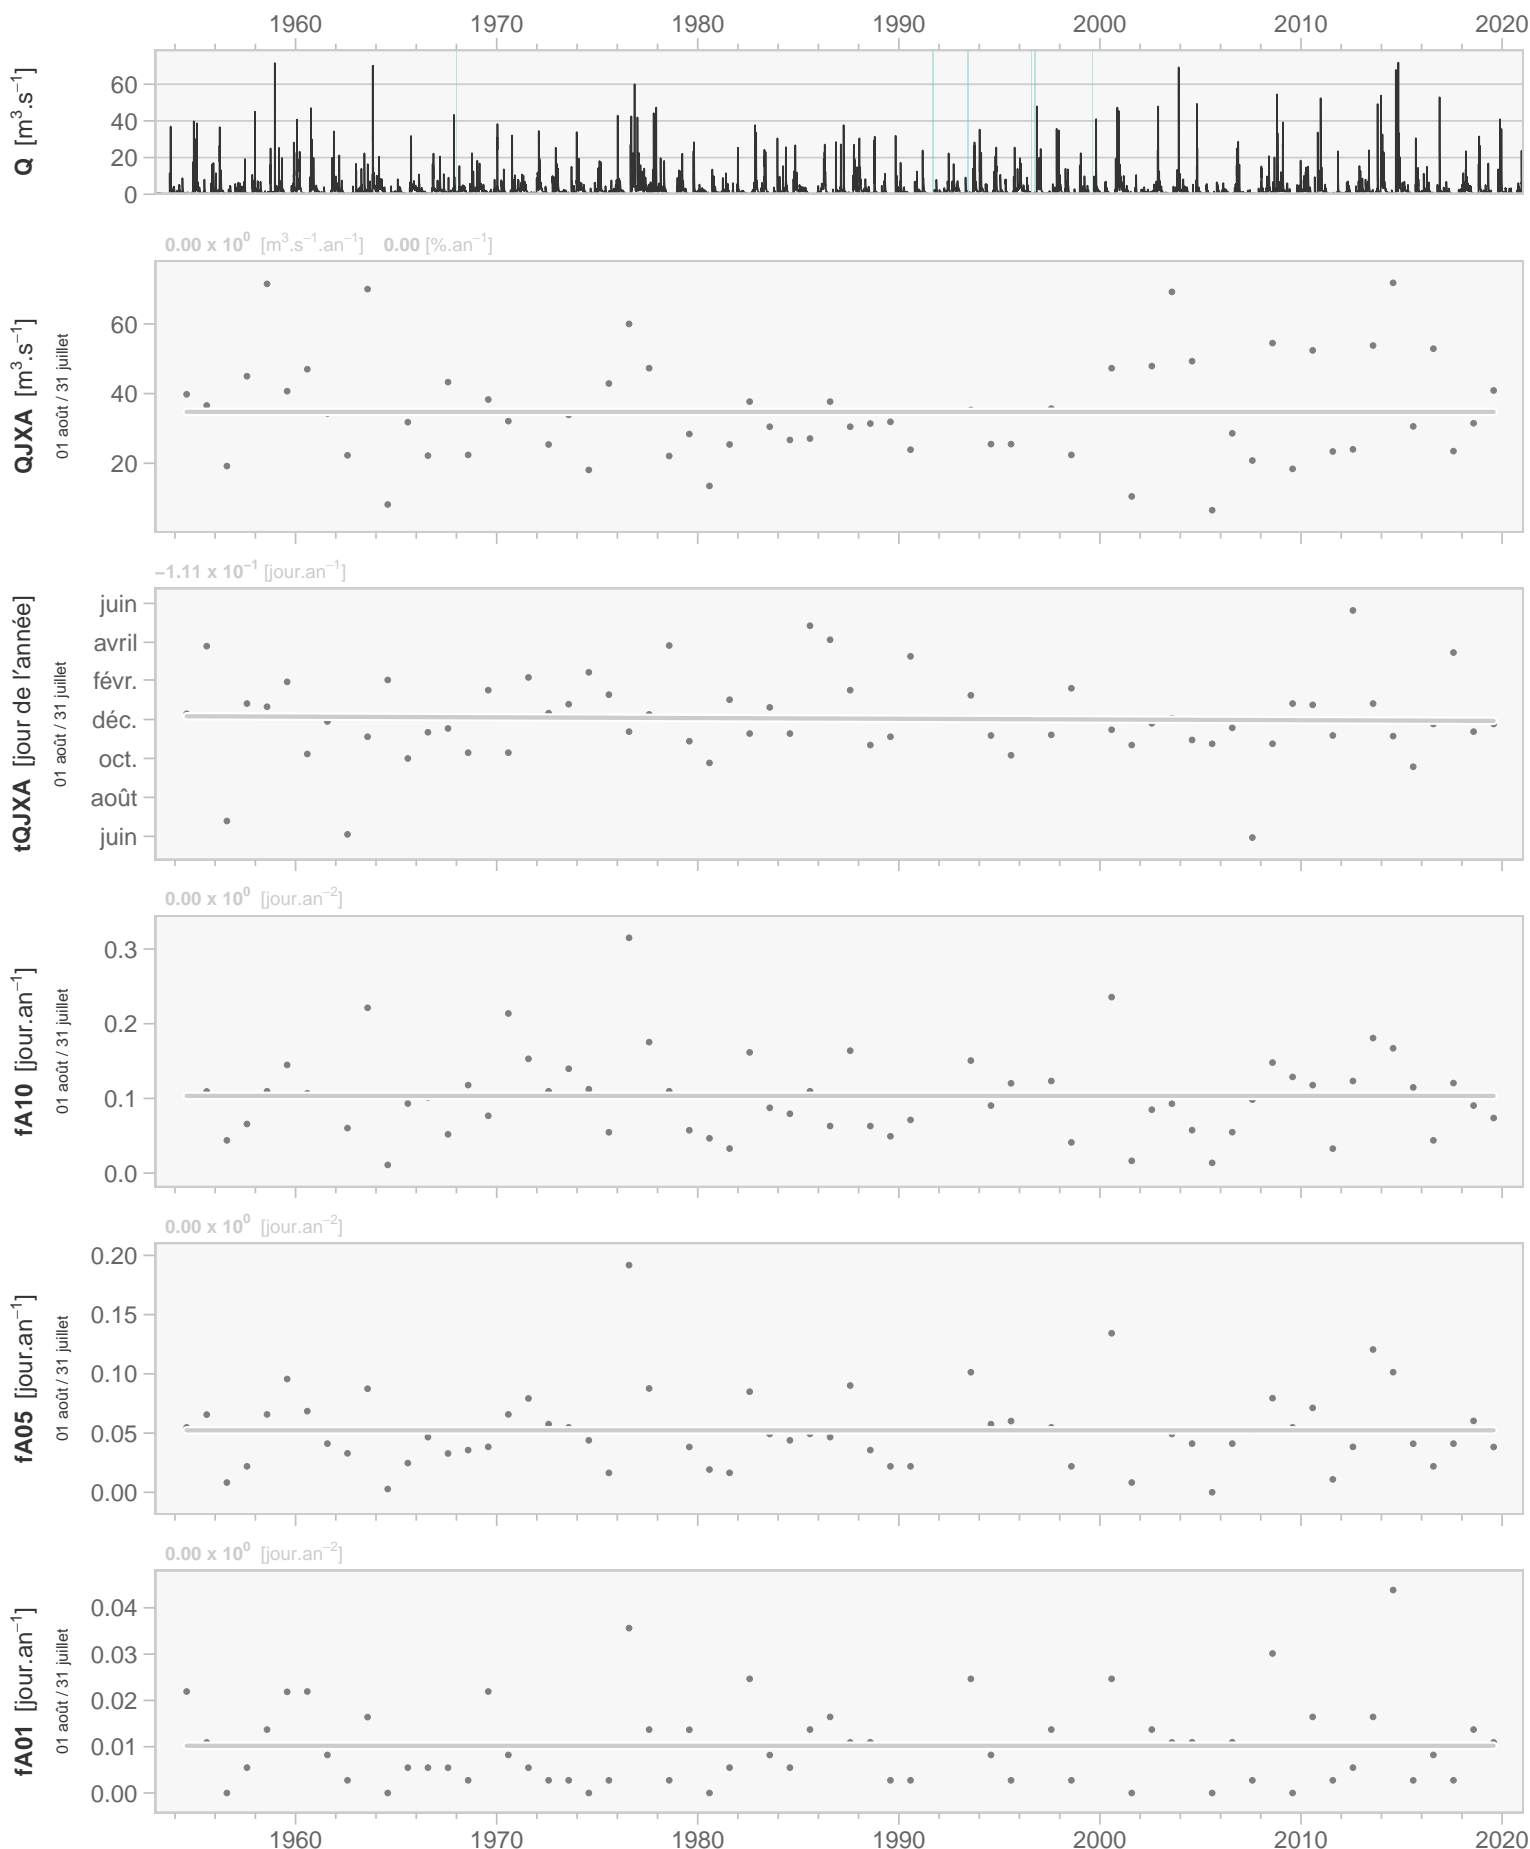 1960 1970 1980 1990 2000 2010 2020
Q [m³.s⁻¹]
60
40
20
0
0.00 x 10⁰ [m³.s⁻¹.an⁻¹] 0.00 [%.an⁻¹]
QJXA [m³.s⁻¹]
01 août / 31 juillet
60
40
20
−1.11 x 10⁻¹ [jour.an⁻¹]
tQJXA [jour de l'année]
01 août / 31 juillet
juin
avril
févr.
déc.
oct.
août
juin
0.00 x 10⁰ [jour.an⁻²]
fA10 [jour.an⁻¹]
01 août / 31 juillet
0.3
0.2
0.1
0.0
0.00 x 10⁰ [jour.an⁻²]
fA05 [jour.an⁻¹]
01 août / 31 juillet
0.20
0.15
0.10
0.05
0.00
0.00 x 10⁰ [jour.an⁻²]
fA01 [jour.an⁻¹]
01 août / 31 juillet
0.04
0.03
0.02
0.01
0.00
1960 1970 1980 1990 2000 2010 2020